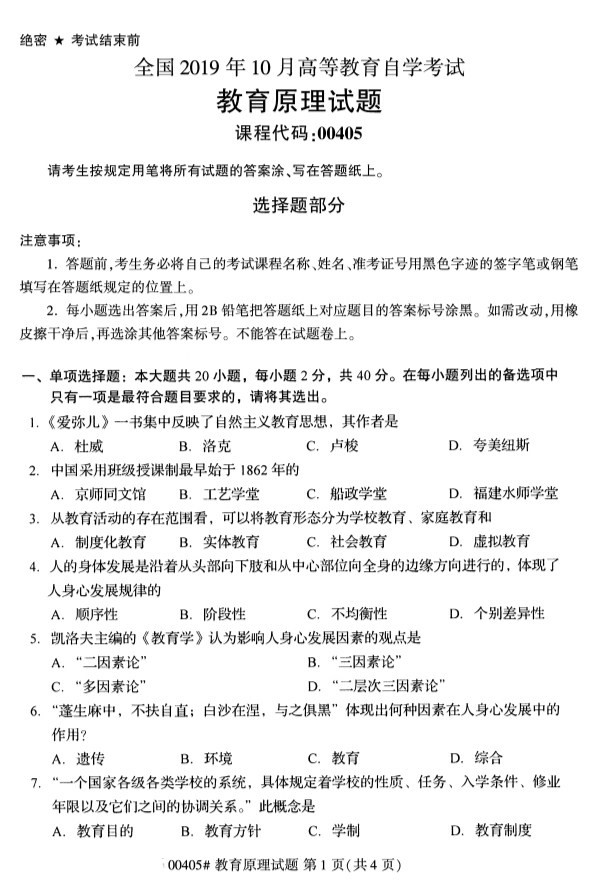 绝密 ★ 考试结束前
全国 2019 年 10 月高等教育自学考试
教育原理试题
课程代码:00405
请考生按规定用笔将所有试题的答案涂、写在答题纸上。
选择题部分
注意事项:
1. 答题前,考生务必将自己的考试课程名称、姓名、准考证号用黑色字迹的签字笔或钢笔
填写在答题纸规定的位置上。
2. 每小题选出答案后,用 2B 铅笔把答题纸上对应题目的答案标号涂黑。如需改动,用橡
皮擦干净后,再选涂其他答案标号。不能答在试题卷上。
一、单项选择题:本大题共 20 小题,每小题 2 分,共 40 分。在每小题列出的备选项中
只有一项是最符合题目要求的,请将其选出。
1.《爱弥儿》一书集中反映了自然主义教育思想,其作者是
A. 杜威 B. 洛克 C. 卢梭 D. 夸美纽斯
2. 中国采用班级授课制最早始于 1862 年的
A. 京师同文馆 B. 工艺学堂 C. 船政学堂 D. 福建水师学堂
3. 从教育活动的存在范围看,可以将教育形态分为学校教育、家庭教育和
A. 制度化教育 B. 实体教育 C. 社会教育 D. 虚拟教育
4. 人的身体发展是沿着从头部向下肢和从中心部位向全身的边缘方向进行的,体现了
人身心发展规律的
A. 顺序性 B. 阶段性 C. 不均衡性 D. 个别差异性
5. 凯洛夫主编的《教育学》认为影响人身心发展因素的观点是
A. “二因素论” B. “三因素论”
C. “多因素论” D. “二层次三因素论”
6. “蓬生麻中,不扶自直;白沙在涅,与之俱黑”体现出何种因素在人身心发展中的
作用?
A. 遗传 B. 环境 C. 教育 D. 综合
7. “一个国家各级各类学校的系统,具体规定着学校的性质、任务、入学条件、修业
年限以及它们之间的协调关系。”此概念是
A. 教育目的 B. 教育方针 C. 学制 D. 教育制度
00405# 教育原理试题 第 1 页(共 4 页)